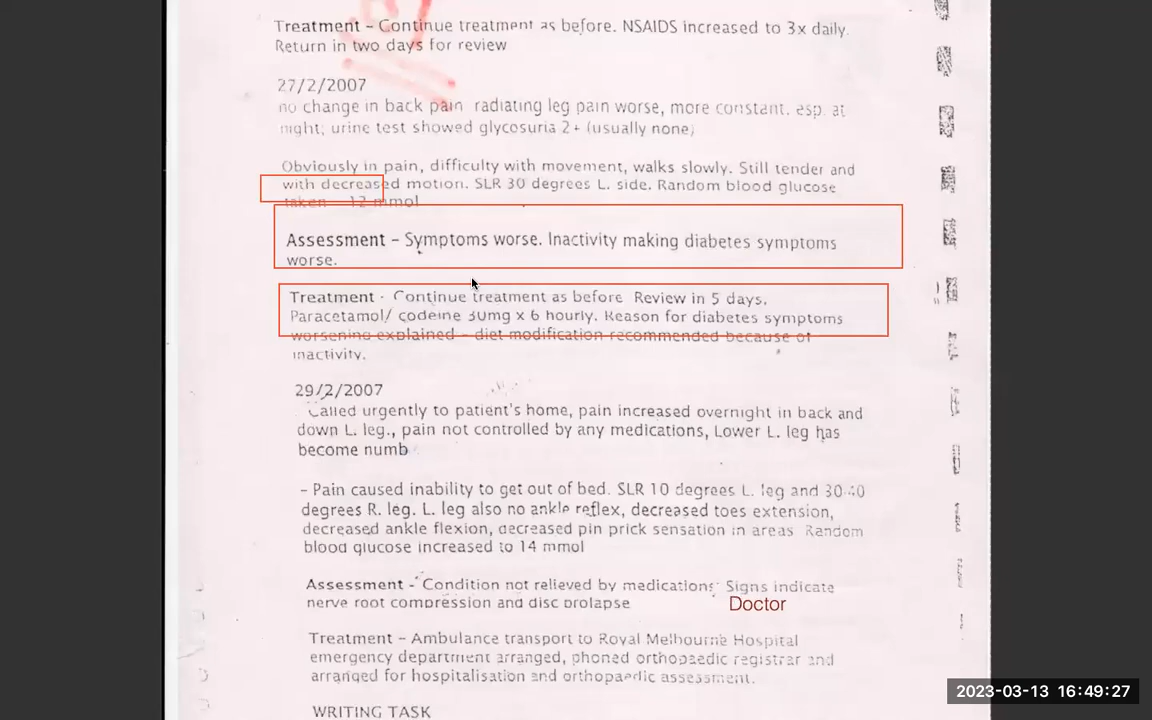 Treatment – Continue treatment as before. NSAIDS increased to 3x daily.
Return in two days for review
27/2/2007
no change in back pain radiating leg pain worse, more constant. esp. at
night; urine test showed glycosuria 2+ (usually none)
Obviously in pain, difficulty with movement, walks slowly. Still tender and
with decreased motion. SLR 30 degrees L. side. Random blood glucose
taken – 12 mmol
Assessment – Symptoms worse. Inactivity making diabetes symptoms
worse.
Treatment - Continue treatment as before Review in 5 days.
Paracetamol/ codeine 30mg x 6 hourly. Reason for diabetes symptoms
worsening explained – diet modification recommended because of
inactivity.
29/2/2007
Called urgently to patient's home, pain increased overnight in back and
down L. leg., pain not controlled by any medications, Lower L. leg has
become numb
– Pain caused inability to get out of bed. SLR 10 degrees L. leg and 30-40
degrees R. leg. L. leg also no ankle reflex, decreased toes extension,
decreased ankle flexion, decreased pin prick sensation in areas Random
blood glucose increased to 14 mmol
Assessment - Condition not relieved by medications: Signs indicate
nerve root compression and disc prolapse
Doctor
Treatment – Ambulance transport to Royal Melbourne Hospital
emergency department arranged, phoned orthopaedic registrar and
arranged for hospitalisation and orthopaedic assessment.
WRITING TASK
2023-03-13 16:49:27